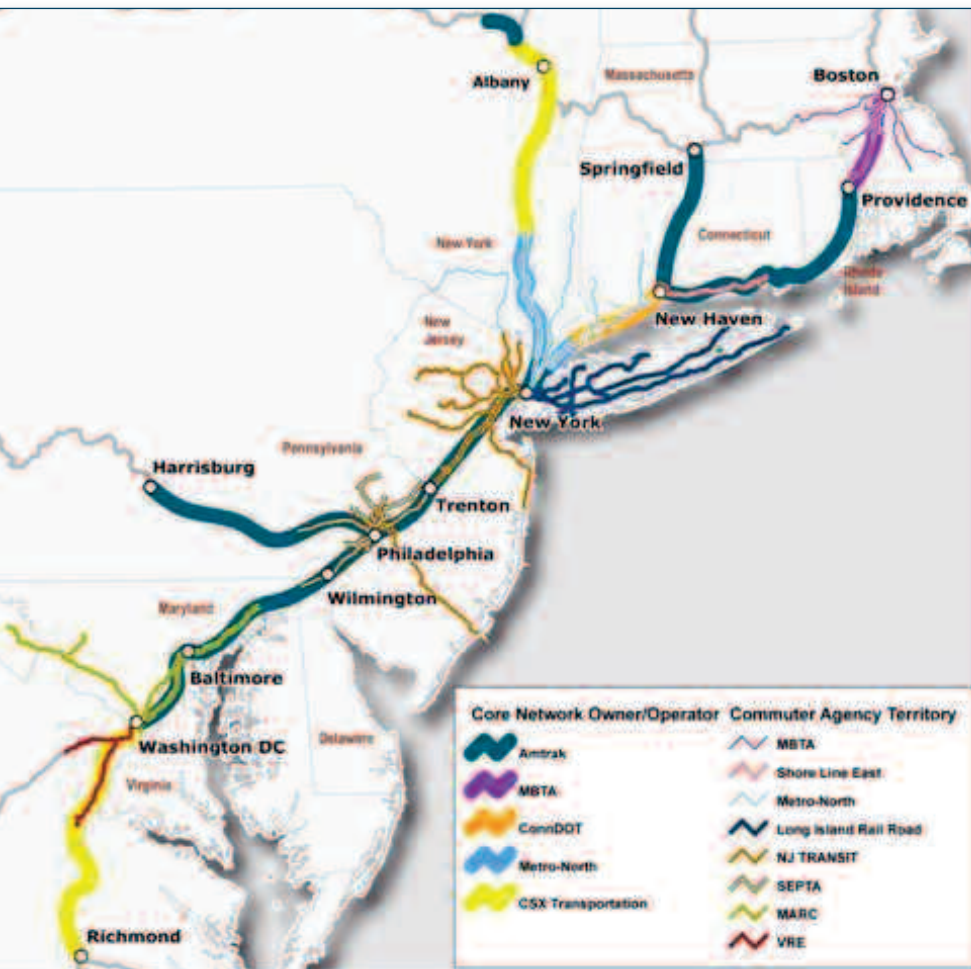 Albany
Massachusetts
Boston
Springfield
Providence
New York
Connecticut
Rhode
Island
New Haven
New
Jersey
New York
Pennsylvania
Harrisburg
Trenton
Philadelphia
Wilmington
Maryland
Baltimore
Washington DC
Delaware
Virginia
Richmond
Core Network Owner/Operator
Amtrak
MBTA
ConnDOT
Metro-North
CSX Transportation
Commuter Agency Territory
MBTA
Shore Line East
Metro-North
Long Island Rail Road
NJ TRANSIT
SEPTA
MARC
VRE